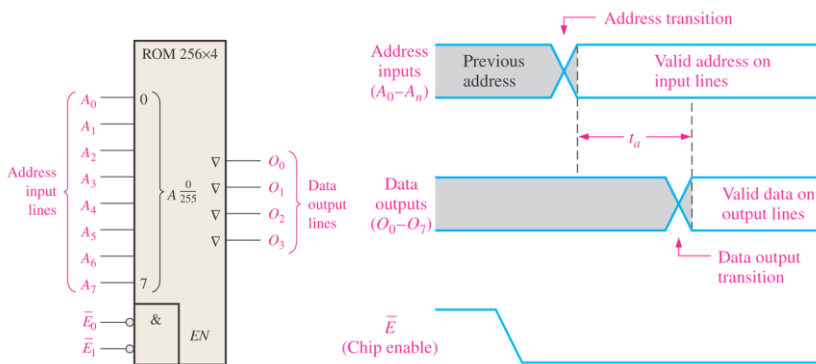 ROM 256×4
Address input lines
A₀
A₁
A₂
A₃
A₄
A₅
A₆
A₇
0
7
A 0/255
∇
∇
∇
∇
O₀
O₁
O₂
O₃
Data output lines
E̅₀
E̅₁
&
EN
Address transition
Address inputs (A₀–Aₙ)
Previous address
Valid address on input lines
tₐ
Data outputs (O₀–O₇)
Valid data on output lines
Data output transition
E̅
(Chip enable)